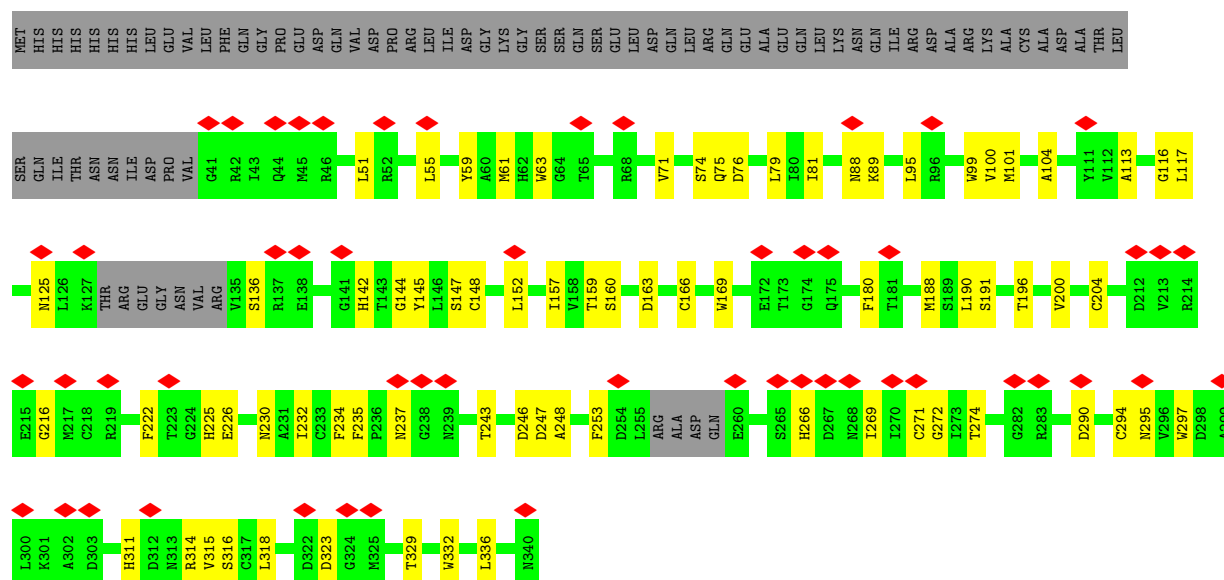 MET HIS HIS HIS HIS HIS HIS LEU GLU VAL LEU PHE GLN GLY PRO GLU ASP GLN VAL ASP PRO ARG LEU ILE ASP GLY LYS GLY SER SER GLN SER GLU LEU ASP GLN LEU ARG GLN GLU ALA GLU GLN LEU LYS ASN GLN ILE ARG ASP ALA ARG LYS ALA CYS ALA ASP ALA THR LEU
SER GLN ILE THR ASN ASN ILE ASP PRO VAL G41 R42 I43 Q44 M45 R46 L51 R52 L55 Y59 A60 M61 H62 W63 G64 T65 R68 V71 S74 Q75 D76 L79 I80 I81 N88 K89 L95 R96 W99 V100 M101 A104 Y111 V112 A113 G116 L117
N125 L126 K127 THR ARG GLU GLY ASN VAL ARG V135 S136 R137 E138 G141 H142 T143 G144 Y145 L146 S147 C148 L152 I157 V158 T159 S160 D163 C166 W169 E172 T173 G174 Q175 F180 T181 M188 S189 L190 S191 T196 V200 C204 D212 V213 R214
E215 G216 M217 C218 R219 F222 T223 G224 H225 E226 N230 A231 I232 C233 F234 F235 P236 N237 G238 N239 T243 D246 D247 A248 F253 D254 L255 ARG ALA ASP GLN E260 S265 H266 D267 N268 I269 I270 C271 G272 I273 T274 G282 R283 D290 C294 N295 V296 W297 D298
L300 K301 A302 D303 H311 D312 N313 R314 V315 S316 C317 L318 D322 D323 G324 M325 T329 W332 L336 N340